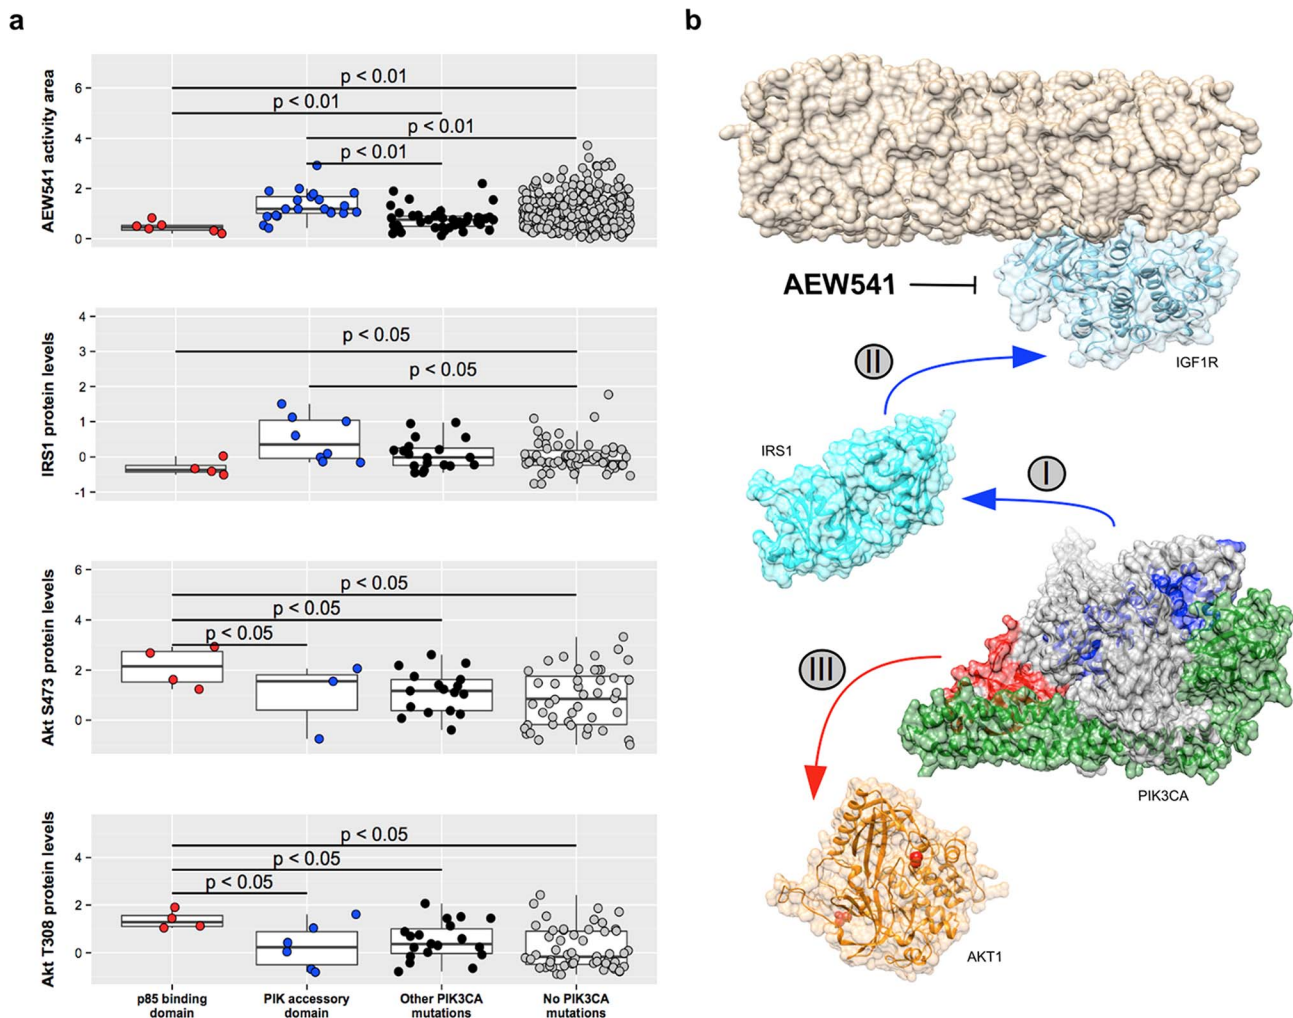 a
AEW541 activity area
6
4
2
0
p < 0.01
p < 0.01
p < 0.01
p < 0.01
IRS1 protein levels
4
3
2
1
0
-1
p < 0.05
p < 0.05
Akt S473 protein levels
6
4
2
0
p < 0.05
p < 0.05
p < 0.05
Akt T308 protein levels
4
2
0
p < 0.05
p < 0.05
p < 0.05
p85 binding
domain
PIK accessory
domain
Other PIK3CA
mutations
No PIK3CA
mutations
b
AEW541
IGF1R
II
IRS1
I
III
PIK3CA
AKT1